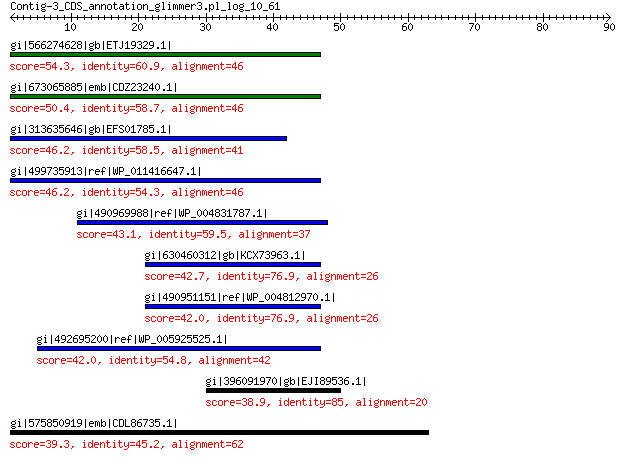 Contig-3_CDS_annotation_glimmer3.pl_log_10_61
10 20 30 40 50 60 70 80 90
gi|566274628|gb|ETJ19329.1|
score=54.3, identity=60.9, alignment=46
gi|673065885|emb|CDZ23240.1|
score=50.4, identity=58.7, alignment=46
gi|313635646|gb|EFS01785.1|
score=46.2, identity=58.5, alignment=41
gi|499735913|ref|WP_011416647.1|
score=46.2, identity=54.3, alignment=46
gi|490969988|ref|WP_004831787.1|
score=43.1, identity=59.5, alignment=37
gi|630460312|gb|KCX73963.1|
score=42.7, identity=76.9, alignment=26
gi|490951151|ref|WP_004812970.1|
score=42.0, identity=76.9, alignment=26
gi|492695200|ref|WP_005925525.1|
score=42.0, identity=54.8, alignment=42
gi|396091970|gb|EJI89536.1|
score=38.9, identity=85, alignment=20
gi|575850919|emb|CDL86735.1|
score=39.3, identity=45.2, alignment=62